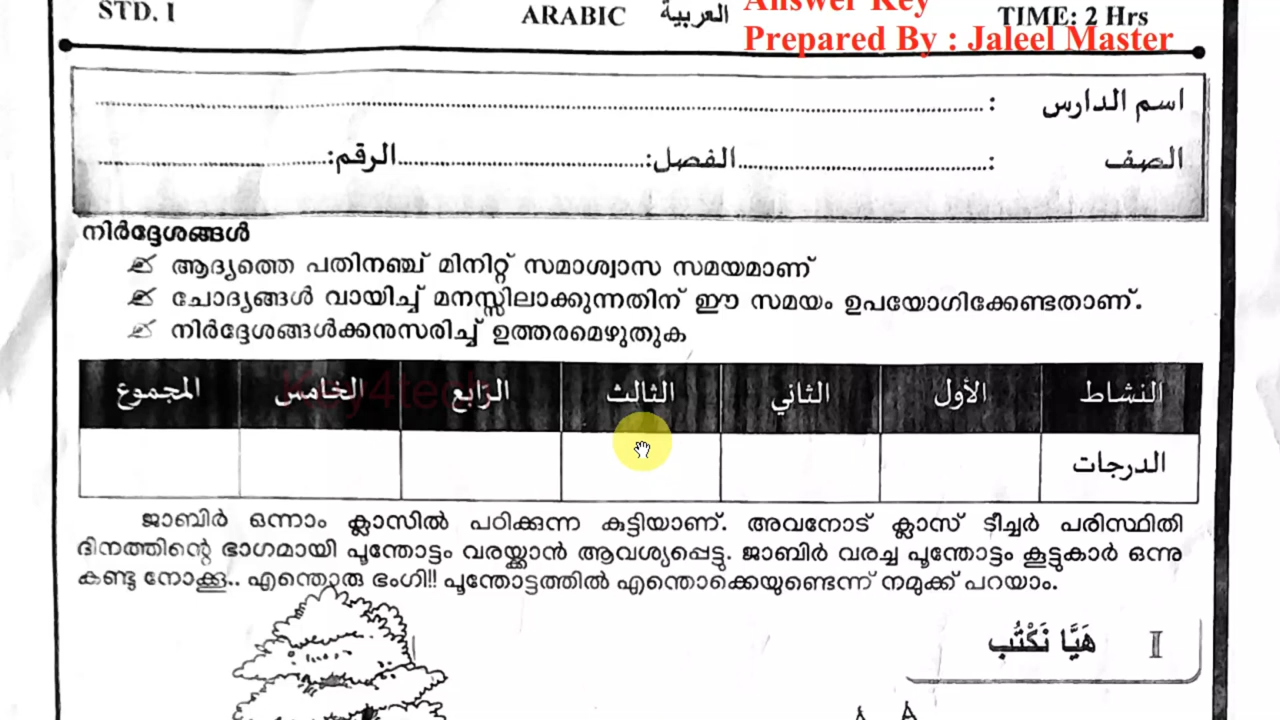 STD. I ARABIC العربية TIME: 2 Hrs
Answer Key
Prepared By : Jaleel Master
اسم الدارس :
الصف : الفصل: الرقم:
നിർദ്ദേശങ്ങൾ
ആദ്യത്തെ പതിനഞ്ച് മിനിറ്റ് സമാശ്വാസ സമയമാണ്
ചോദ്യങ്ങൾ വായിച്ച് മനസ്സിലാക്കുന്നതിന് ഈ സമയം ഉപയോഗിക്കേണ്ടതാണ്.
നിർദ്ദേശങ്ങൾക്കനുസരിച്ച് ഉത്തരമെഴുതുക
النشاط الأول الثاني الثالث الرابع الخامس المجموع
Key4tech
الدرجات
ജാബിർ ഒന്നാം ക്ലാസിൽ പഠിക്കുന്ന കുട്ടിയാണ്. അവനോട് ക്ലാസ് ടീച്ചർ പരിസ്ഥിതി
ദിനത്തിന്റെ ഭാഗമായി പൂന്തോട്ടം വരയ്ക്കാൻ ആവശ്യപ്പെട്ടു. ജാബിർ വരച്ച പൂന്തോട്ടം കൂട്ടുകാർ ഒന്നു
കണ്ടു നോക്കൂ.. എന്തൊരു ഭംഗി!! പൂന്തോട്ടത്തിൽ എന്തൊക്കെയുണ്ടെന്ന് നമുക്ക് പറയാം.
I هَيَّا نَكْتُب